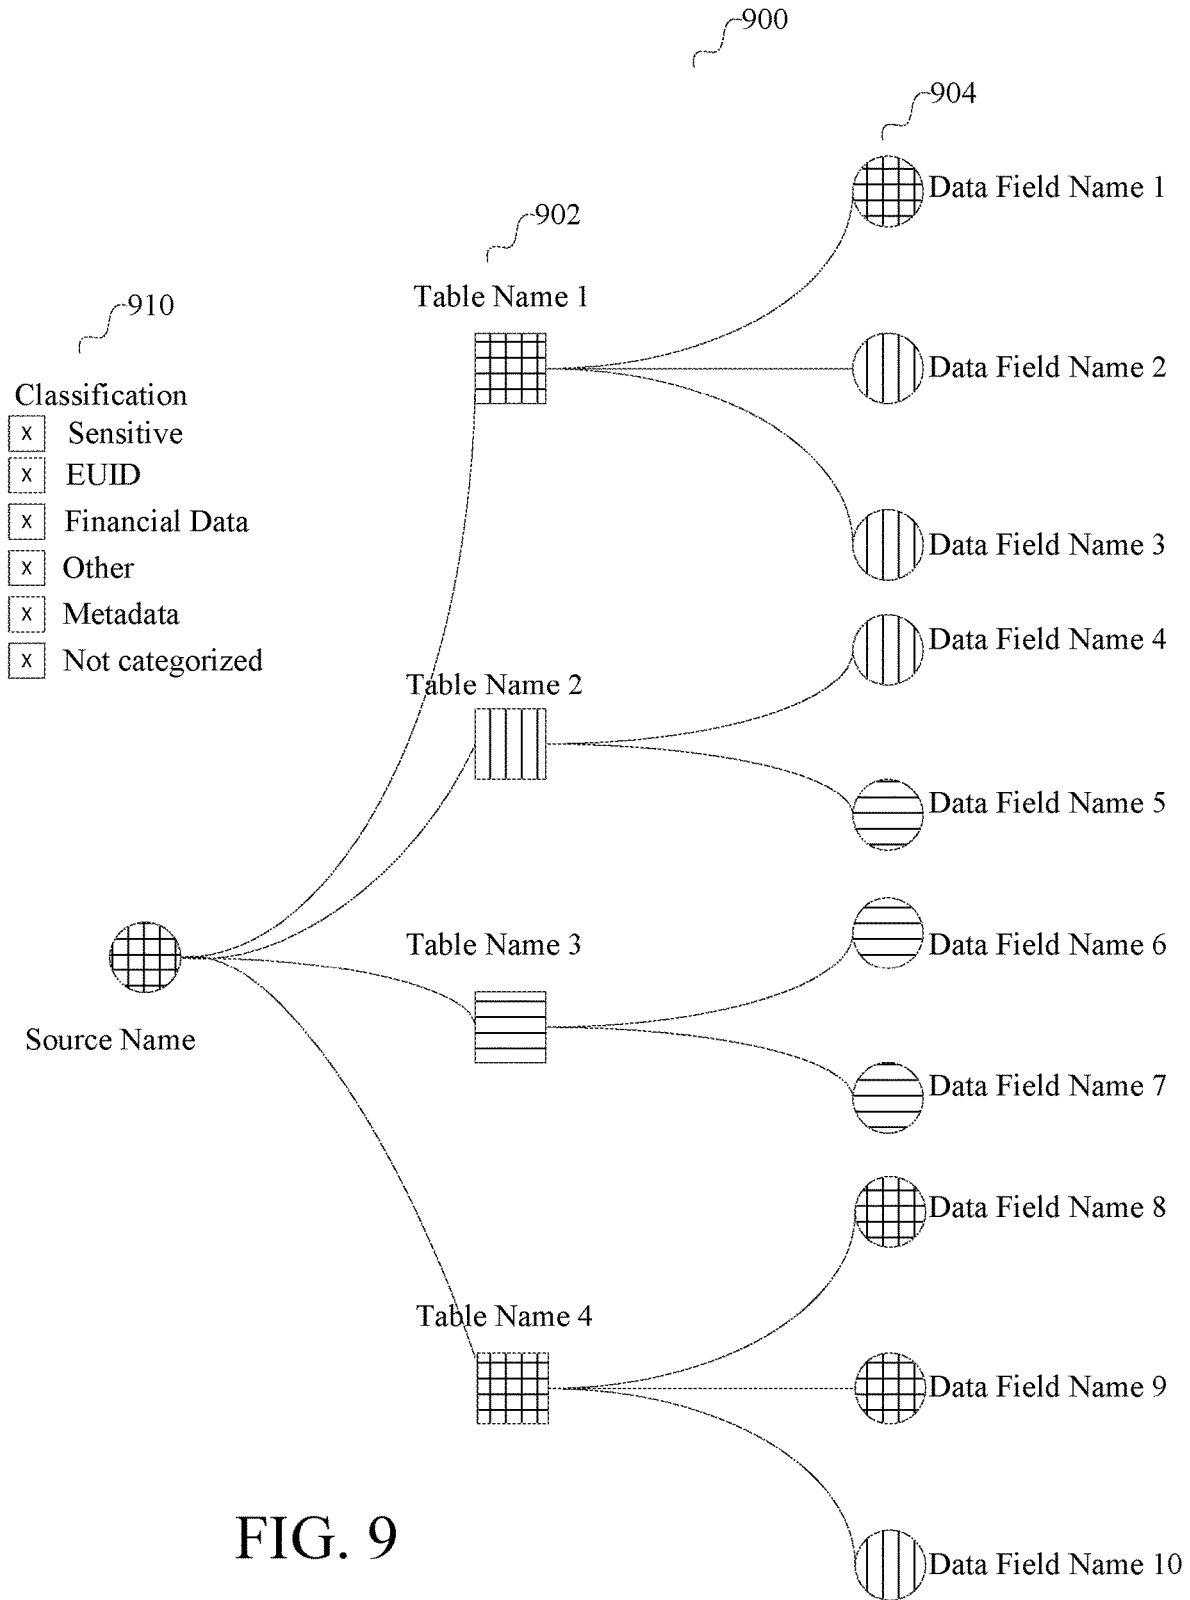 900
904
Data Field Name 1
902
Table Name 1
910
Data Field Name 2
Classification
x Sensitive
x EUID
x Financial Data
x Other
x Metadata
x Not categorized
Data Field Name 3
Data Field Name 4
Table Name 2
Data Field Name 5
Table Name 3
Data Field Name 6
Source Name
Data Field Name 7
Data Field Name 8
Table Name 4
Data Field Name 9
FIG. 9
Data Field Name 10